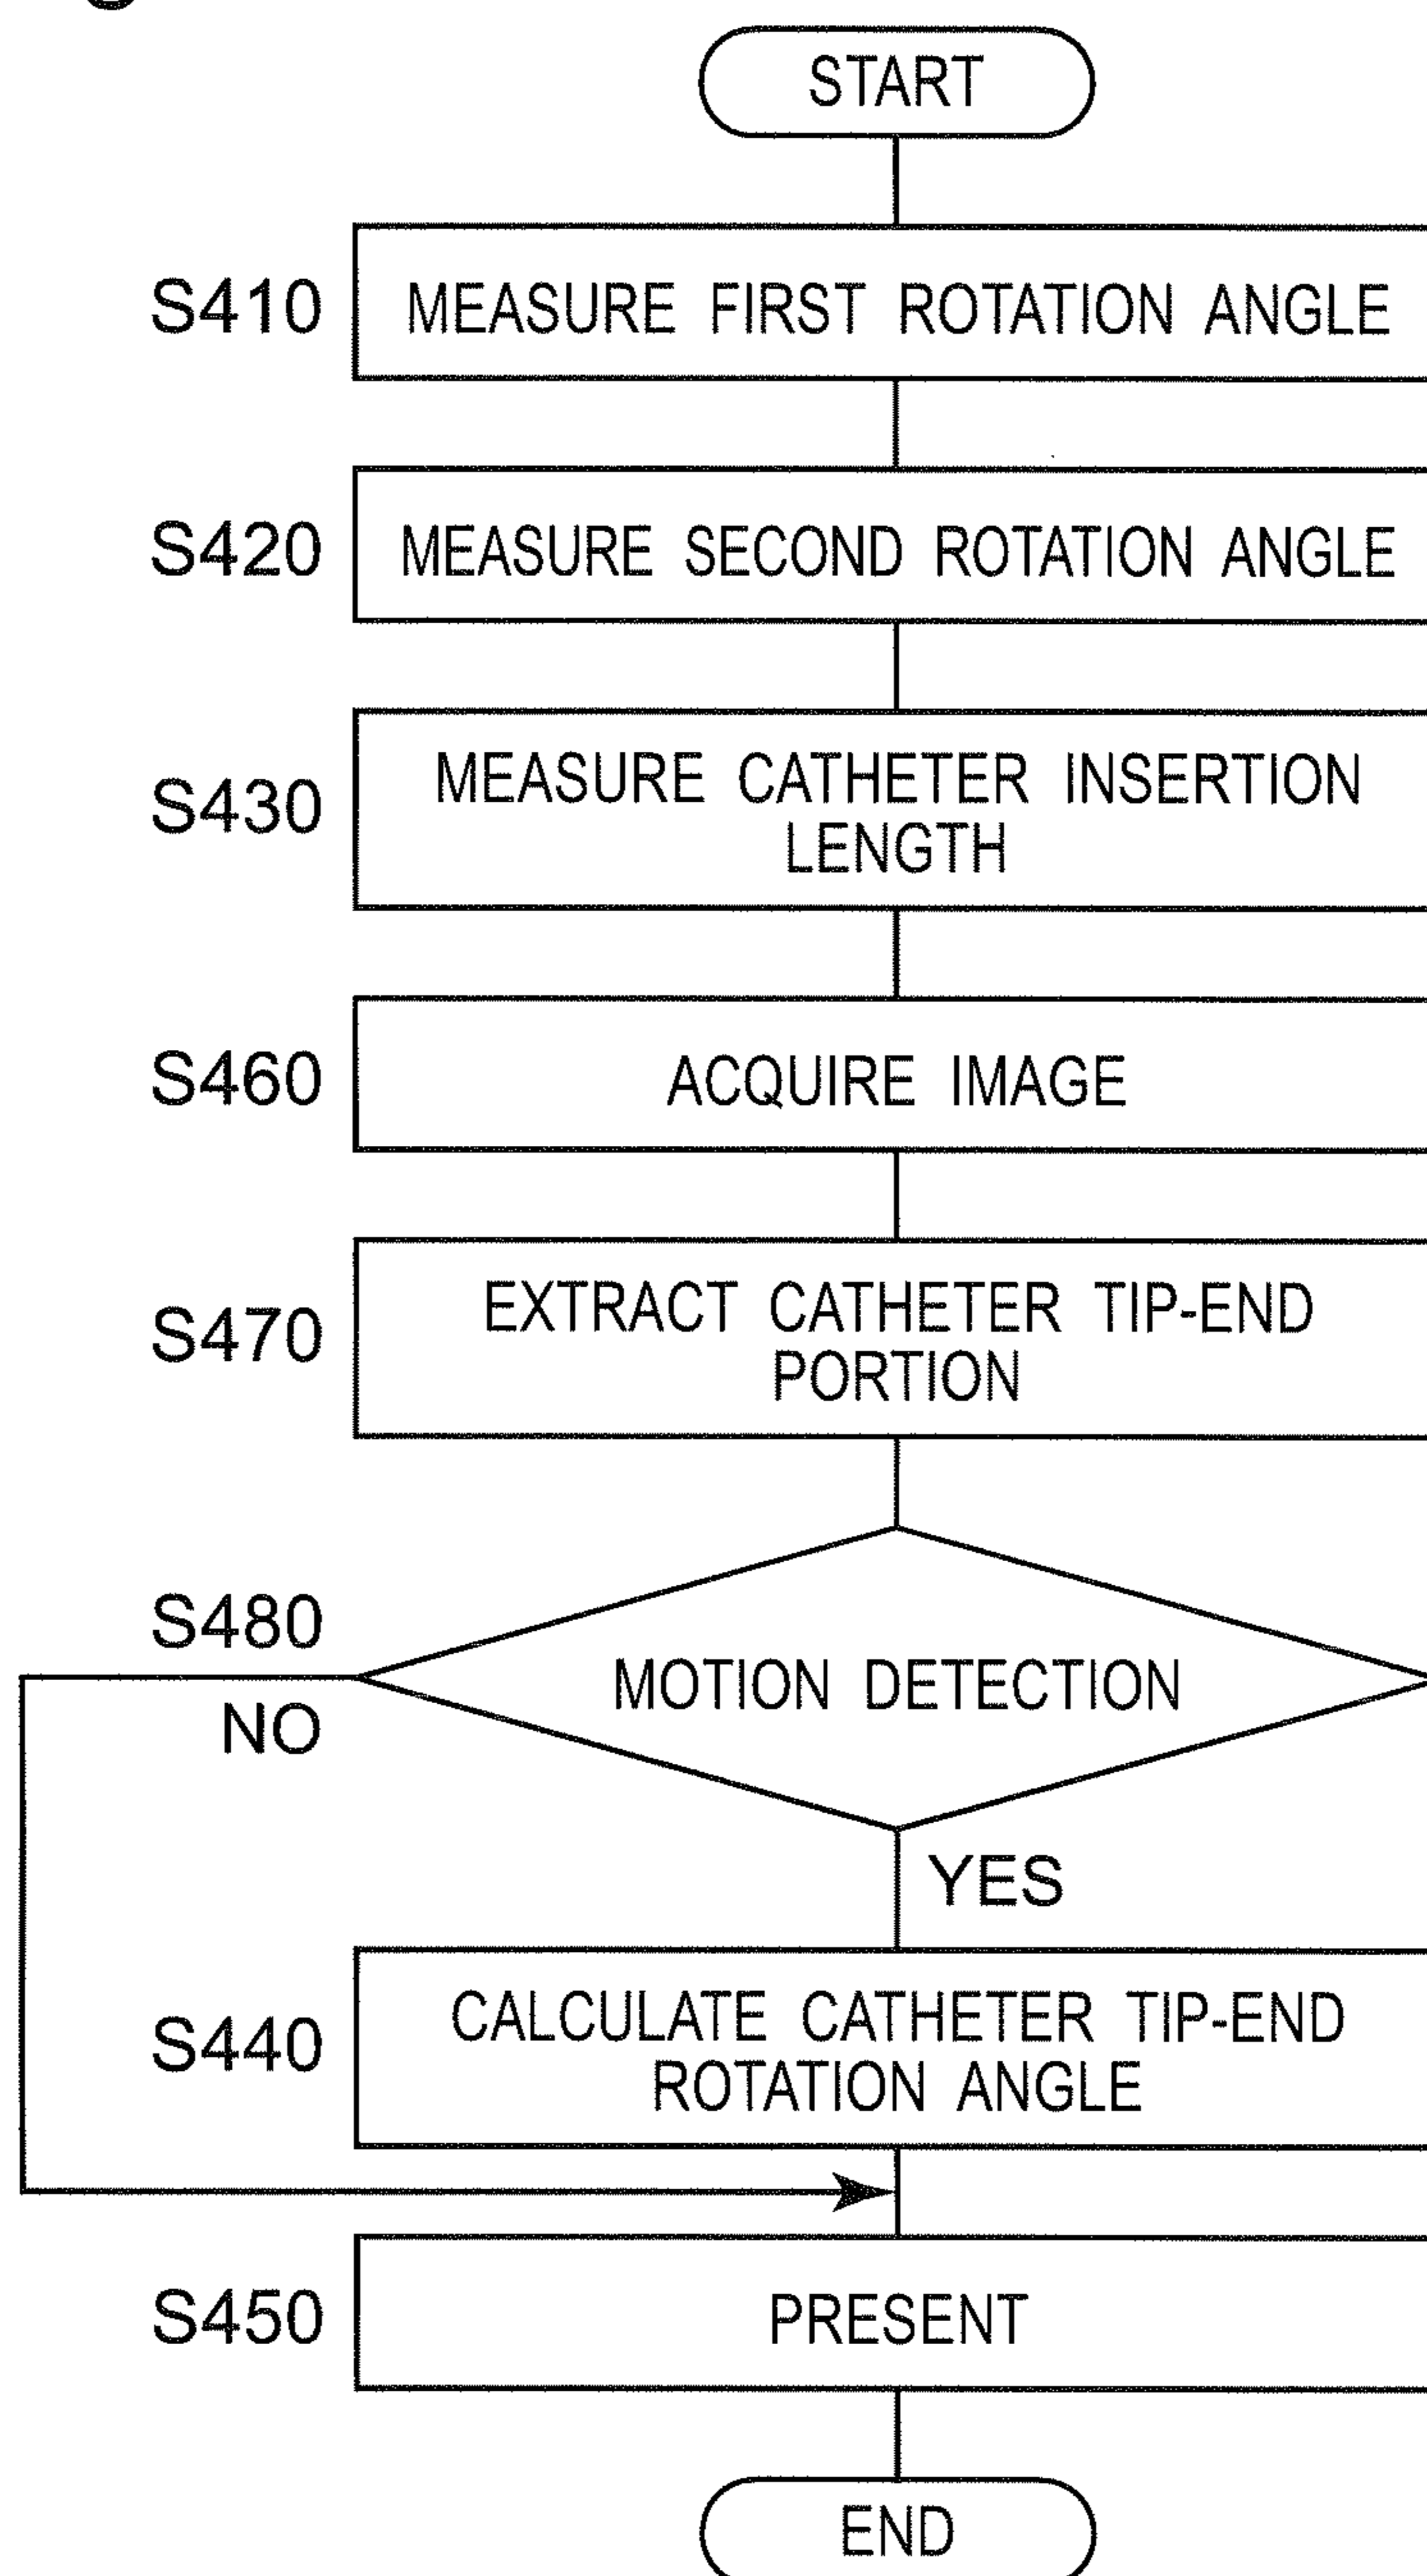 START
S410 MEASURE FIRST ROTATION ANGLE
S420 MEASURE SECOND ROTATION ANGLE
S430 MEASURE CATHETER INSERTION
LENGTH
S460 ACQUIRE IMAGE
S470 EXTRACT CATHETER TIP-END
PORTION
S480
MOTION DETECTION
NO
YES
S440 CALCULATE CATHETER TIP-END
ROTATION ANGLE
S450 PRESENT
END